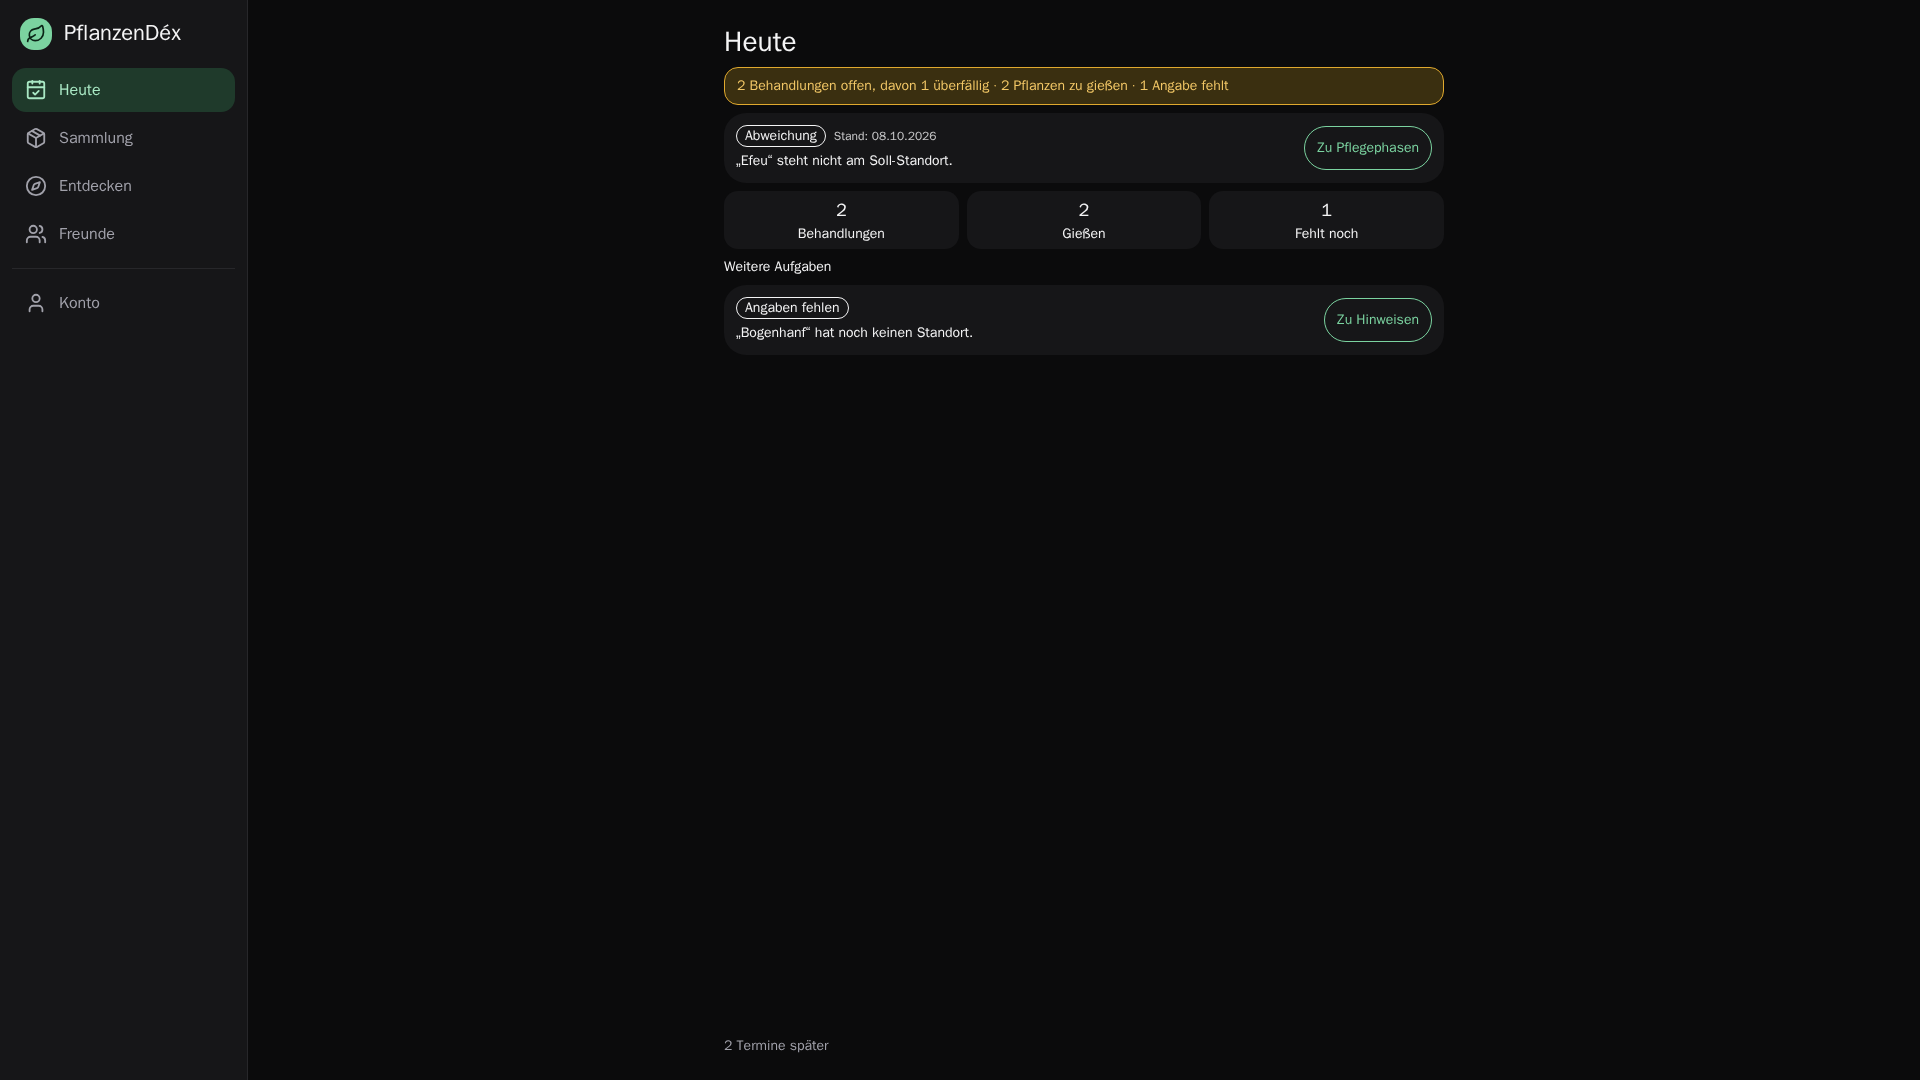 PflanzenDéx
Heute
Sammlung
Entdecken
Freunde
Konto
Heute
2 Behandlungen offen, davon 1 überfällig · 2 Pflanzen zu gießen · 1 Angabe fehlt
Abweichung Stand: 08.10.2026
„Efeu“ steht nicht am Soll-Standort.
Zu Pflegephasen
2
Behandlungen
2
Gießen
1
Fehlt noch
Weitere Aufgaben
Angaben fehlen
„Bogenhanf“ hat noch keinen Standort.
Zu Hinweisen
2 Termine später